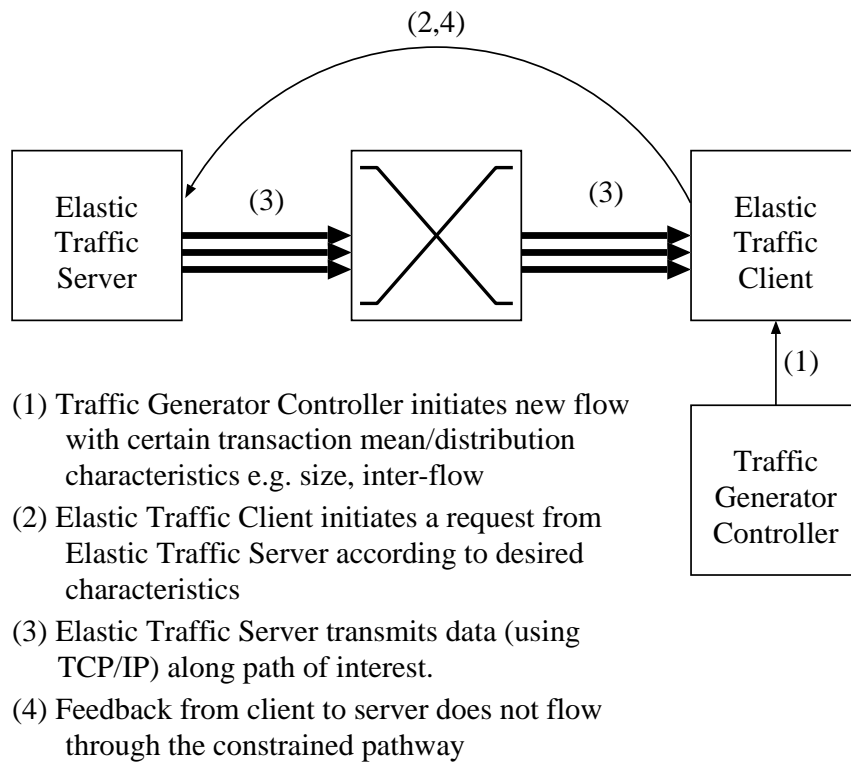 (2,4)
Elastic
Traffic
Server
(3)
(3)
Elastic
Traffic
Client
(1)
Traffic
Generator
Controller
(1) Traffic Generator Controller initiates new flow
with certain transaction mean/distribution
characteristics e.g. size, inter-flow
(2) Elastic Traffic Client initiates a request from
Elastic Traffic Server according to desired
characteristics
(3) Elastic Traffic Server transmits data (using
TCP/IP) along path of interest.
(4) Feedback from client to server does not flow
through the constrained pathway